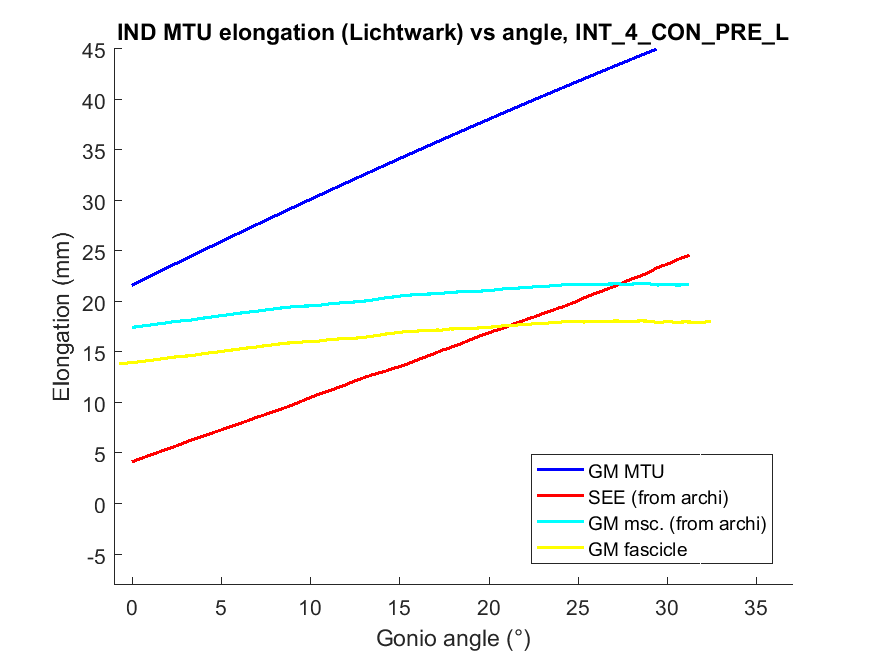 IND MTU elongation (Lichtwark) vs angle, INT_4_CON_PRE_L
45
40
35
30
25
20
15
10
5
0
-5
Elongation (mm)
0 5 10 15 20 25 30 35
Gonio angle (°)
GM MTU
SEE (from archi)
GM msc. (from archi)
GM fascicle